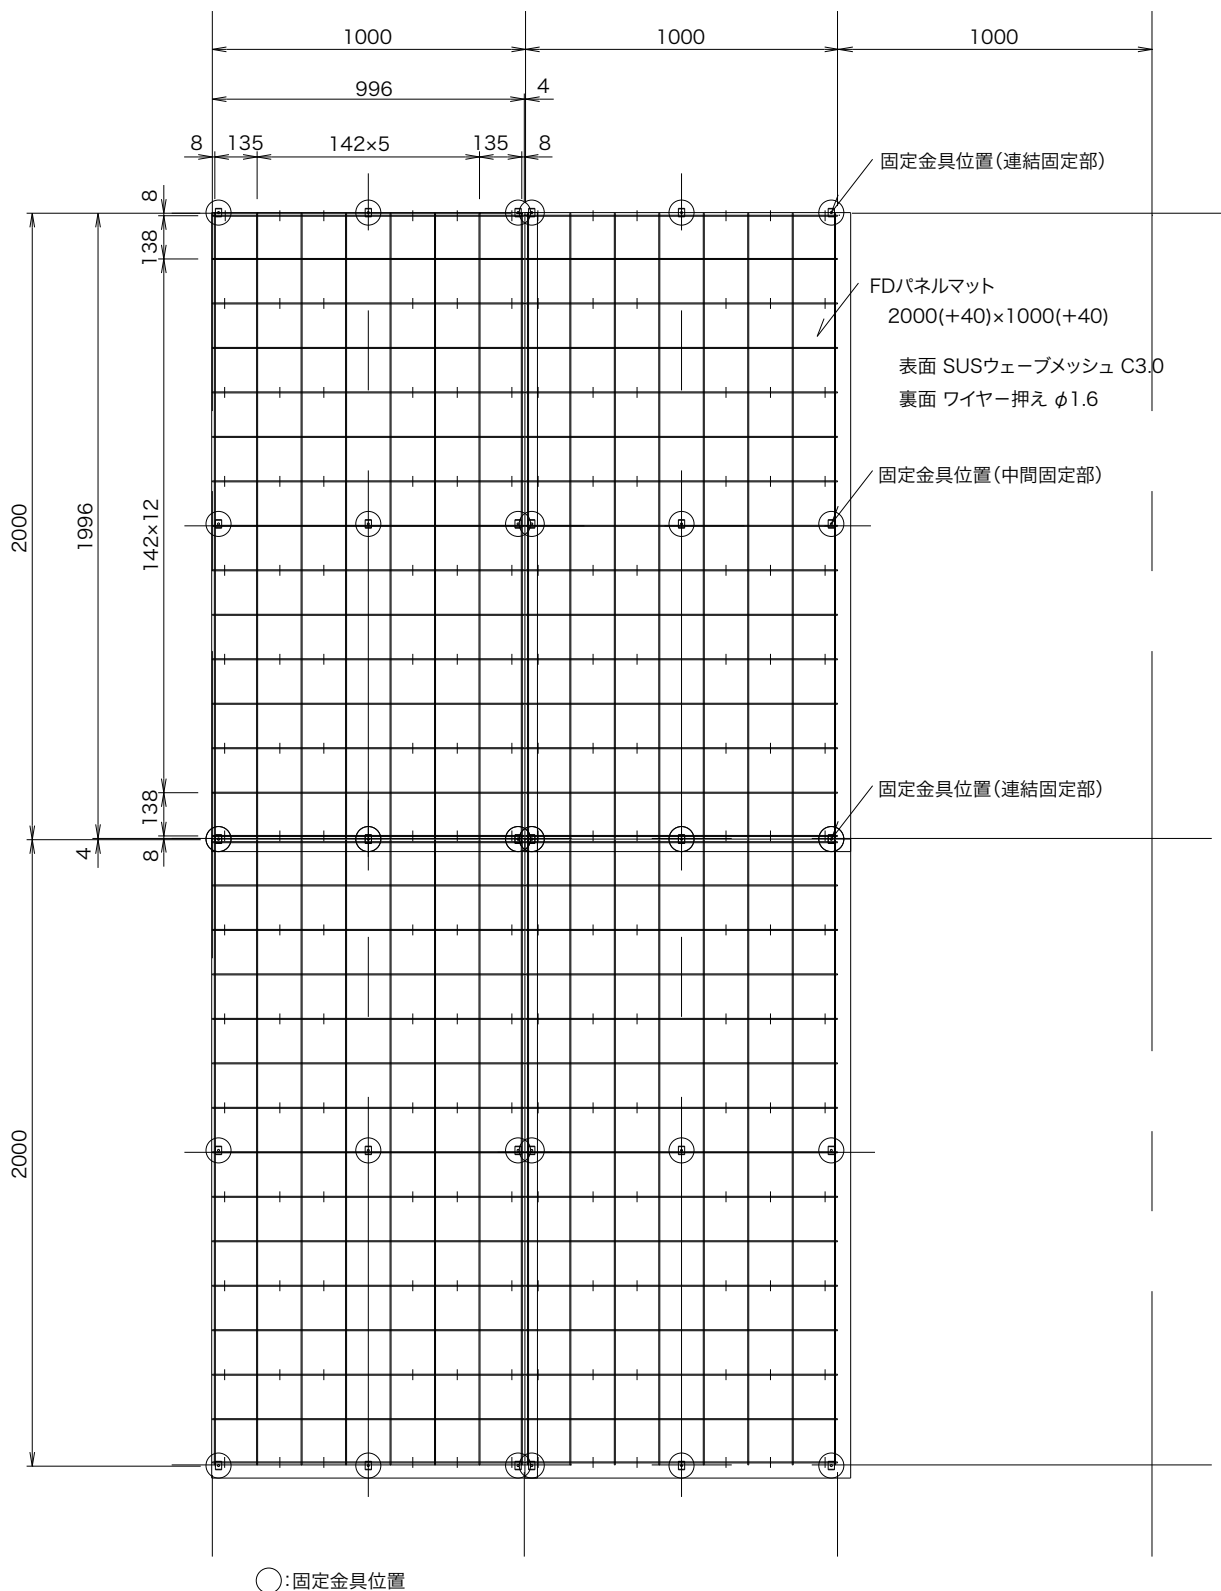 1000
1000
1000
996
4
8
135
142×5
135
8
固定金具位置(連結固定部)
8
138
FDパネルマット
2000(+40)×1000(+40)
表面 SUSウェーブメッシュ C3.0
裏面 ワイヤー押え φ1.6
固定金具位置(中間固定部)
2000
1996
142×12
固定金具位置(連結固定部)
138
4
8
2000
○:固定金具位置